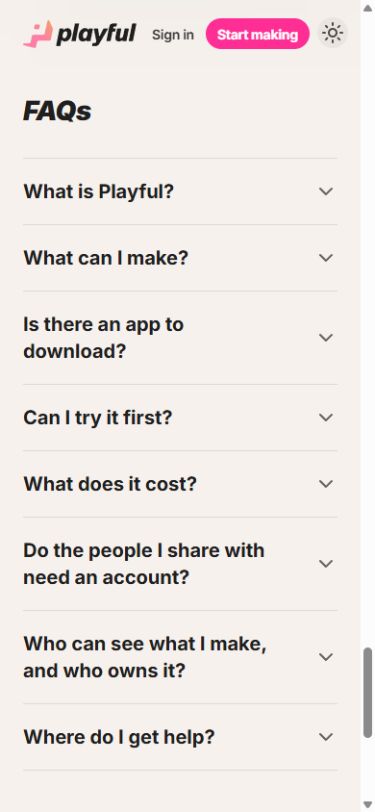 playful Sign in Start making
FAQs
What is Playful?
What can I make?
Is there an app to
download?
Can I try it first?
What does it cost?
Do the people I share with
need an account?
Who can see what I make,
and who owns it?
Where do I get help?